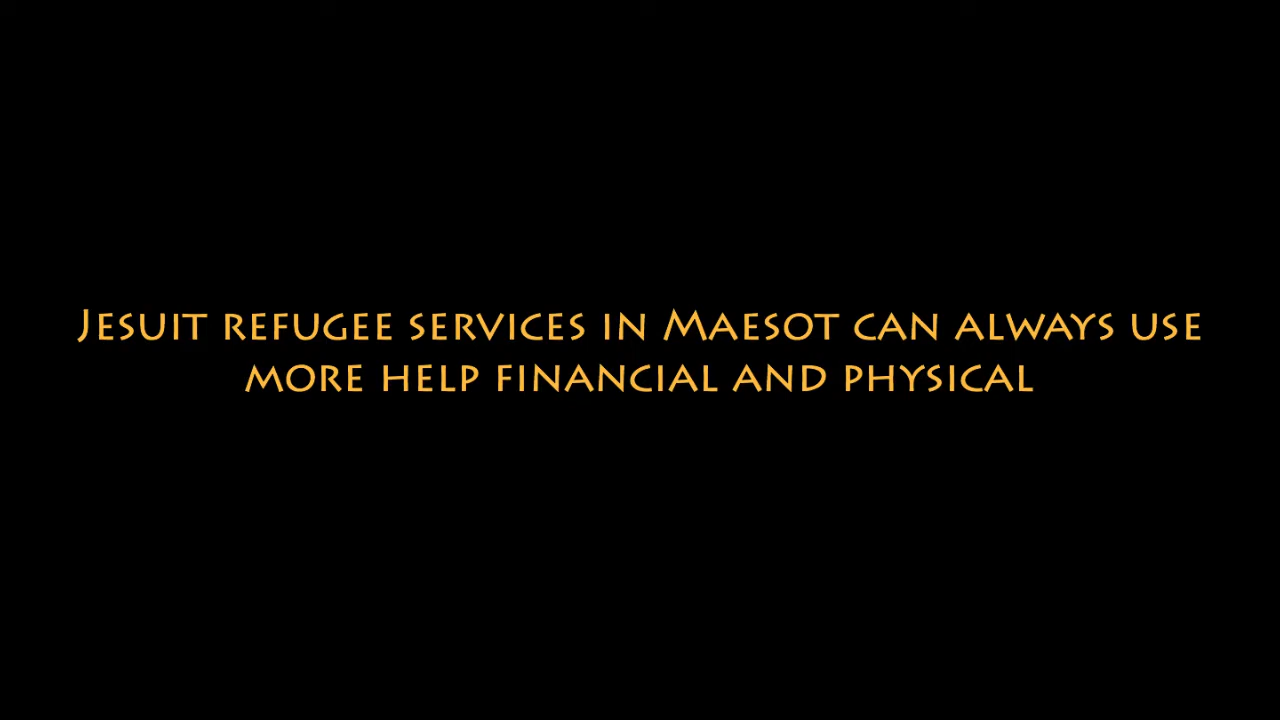 Jesuit refugee services in Maesot can always use
more help financial and physical